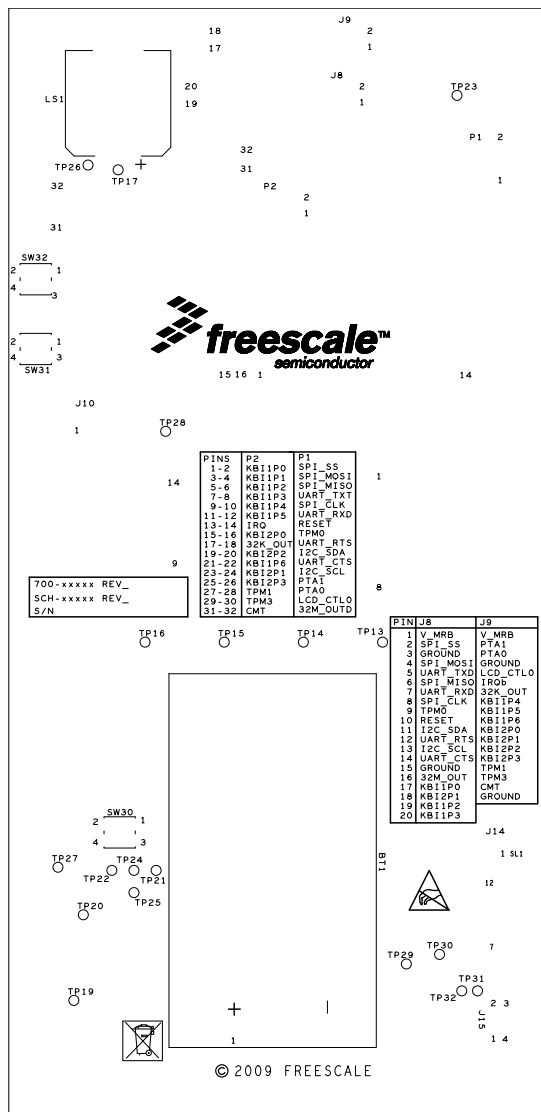 J9
18 2
17 1
J8
20 2
LS1 19 1
TP23
P1 2
32
TP26 31 1
TP17
32 P2
2
1
31
SW32
2 1
4 3
freescale™
semiconductor
2 1
4 3
SW31
15 16 1 14
J10
1 TP28
PINS P2 P1
1-2 KBI1P0 SPI_SS
3-4 KBI1P1 SPI_MOSI
5-6 KBI1P2 SPI_MISO
7-8 KBI1P3 UART_TXT
9-10 KBI1P4 SPI_CLK
11-12 KBI1P5 UART_RXD
13-14 IRQ RESET
15-16 KBI2P0 TPM0
17-18 32K_OUT UART_RTS
19-20 KBI2P2 I2C_SDA
21-22 KBI1P6 UART_CTS
23-24 KBI2P1 I2C_SCL
25-26 KBI2P3 PTA1
27-28 TPM1 PTA0
29-30 TPM3 LCD_CTL0
31-32 CMT 32M_OUTD
14 1
9 8
700-xxxxx REV_
SCH-xxxxx REV_
S/N
TP16 TP15 TP14 TP13
PIN J8 J9
1 V_MRB V_MRB
2 SPI_SS PTA1
3 GROUND PTA0
4 SPI_MOSI GROUND
5 UART_TXD LCD_CTL0
6 SPI_MISO IRQb
7 UART_RXD 32K_OUT
8 SPI_CLK KBI1P4
9 TPM0 KBI1P5
10 RESET KBI1P6
11 I2C_SDA KBI2P0
12 UART_RTS KBI2P1
13 I2C_SCL KBI2P2
14 UART_CTS KBI2P3
15 GROUND TPM1
16 32M_OUT TPM3
17 KBI1P0 CMT
18 KBI2P1 GROUND
19 KBI1P2
20 KBI1P3
SW30
2 1
4 3
J14
1 SL1
BT1
TP27 TP24
TP22 TP21
TP25
12
TP20
7
TP29 TP30
TP19
TP31
TP32
2 3
J15
1 4
+ –
1
© 2009 FREESCALE